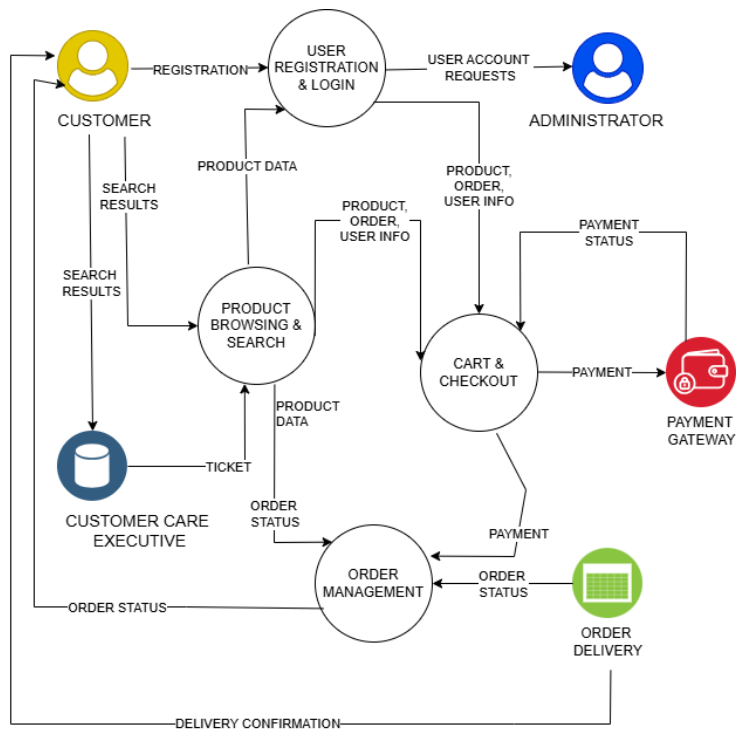 USER
REGISTRATION
& LOGIN
REGISTRATION
USER ACCOUNT
REQUESTS
CUSTOMER
ADMINISTRATOR
PRODUCT DATA
SEARCH
RESULTS
PRODUCT,
ORDER,
USER INFO
PRODUCT,
ORDER,
USER INFO
PAYMENT
STATUS
SEARCH
RESULTS
PRODUCT
BROWSING &
SEARCH
CART &
CHECKOUT
PAYMENT
PAYMENT
GATEWAY
PRODUCT
DATA
TICKET
CUSTOMER CARE
EXECUTIVE
ORDER
STATUS
PAYMENT
ORDER
MANAGEMENT
ORDER
STATUS
ORDER STATUS
ORDER
DELIVERY
DELIVERY CONFIRMATION